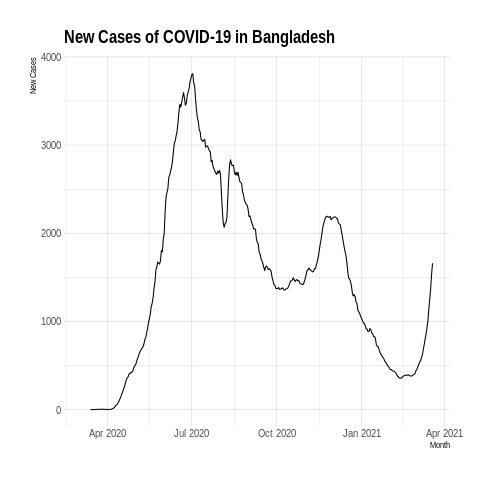 New Cases of COVID-19 in Bangladesh
New Cases
4000
3000
2000
1000
0
Apr 2020 Jul 2020 Oct 2020 Jan 2021 Apr 2021
Month